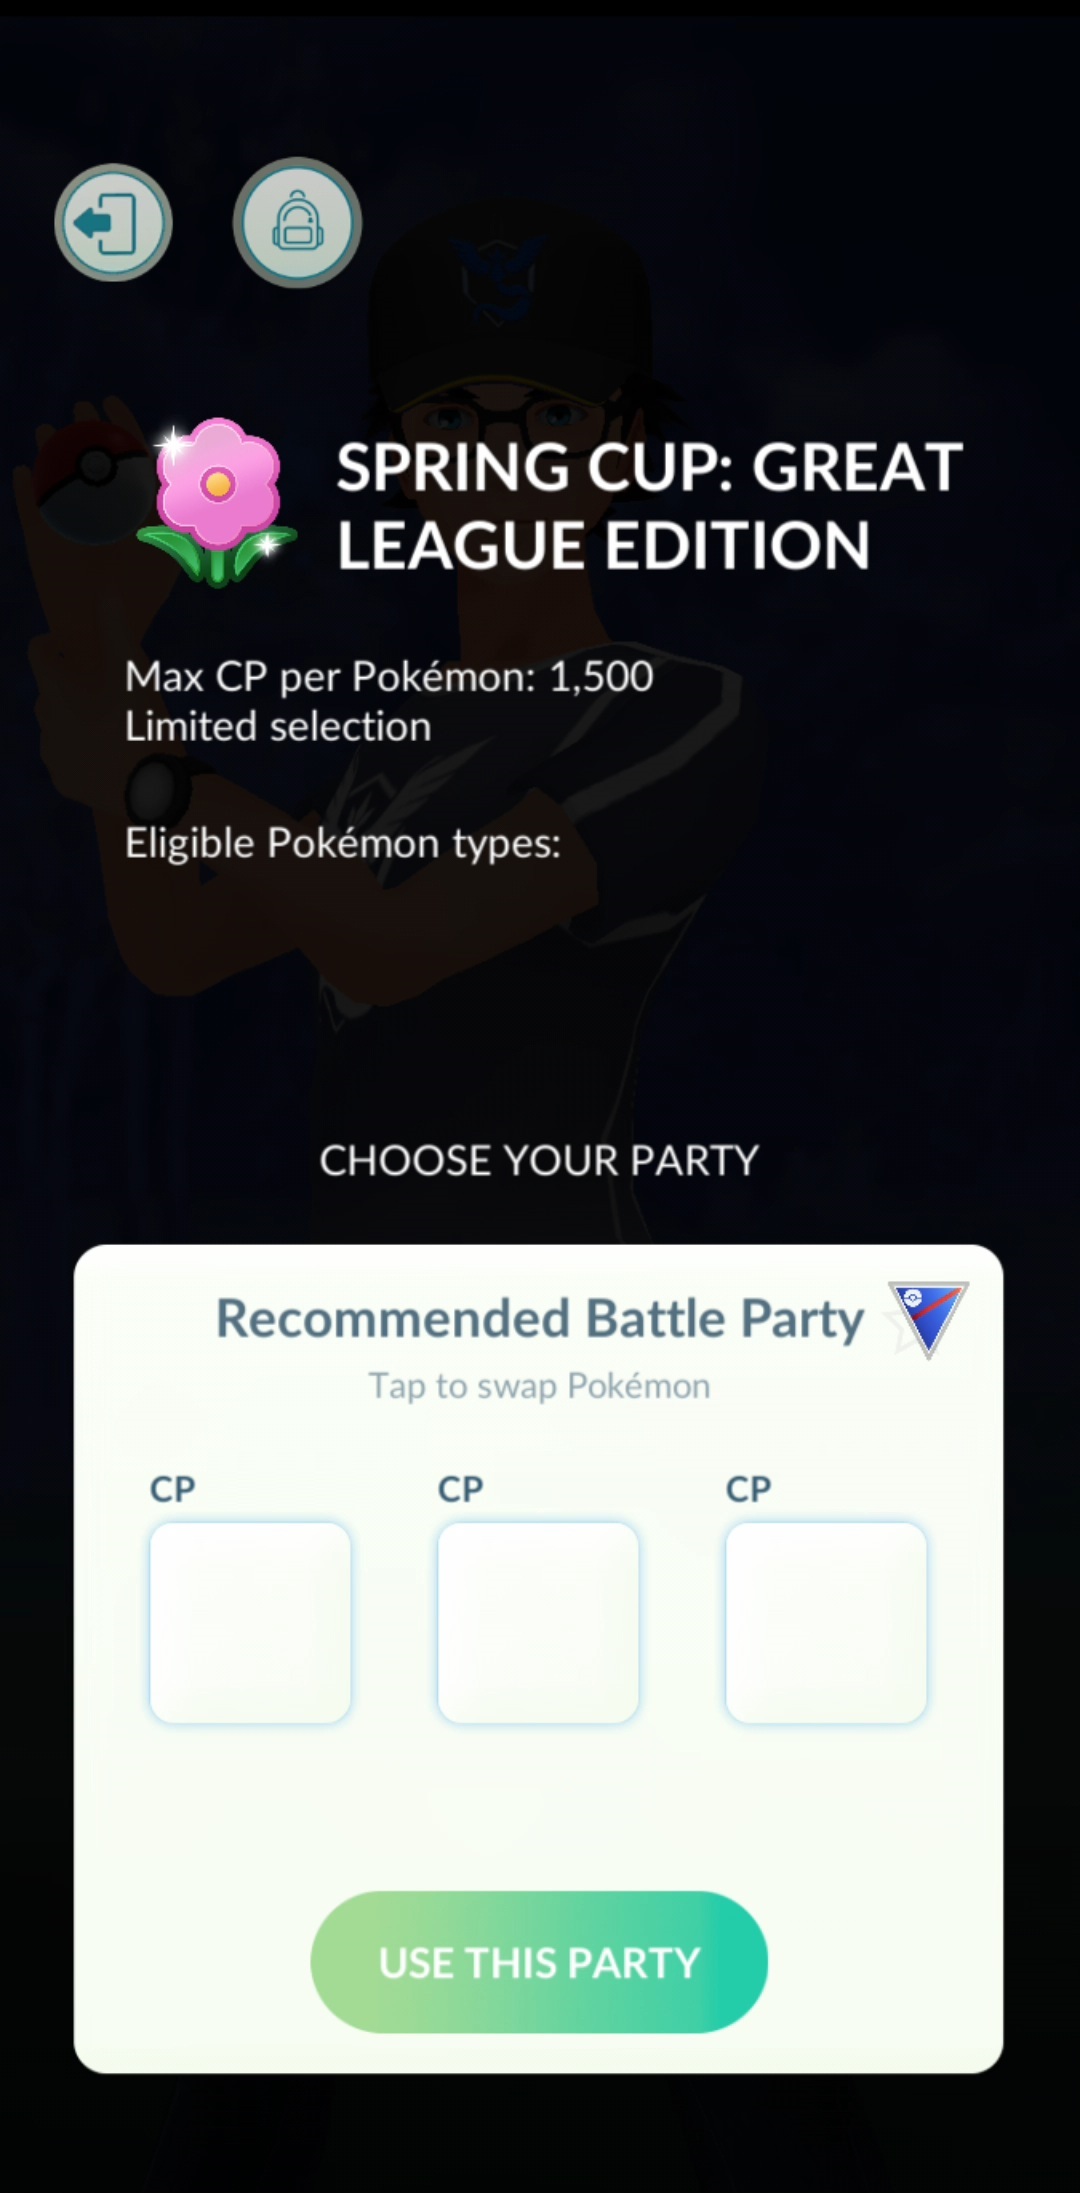 SPRING CUP: GREAT
LEAGUE EDITION
Max CP per Pokémon: 1,500
Limited selection
Eligible Pokémon types:
CHOOSE YOUR PARTY
Recommended Battle Party
Tap to swap Pokémon
CP CP CP
USE THIS PARTY